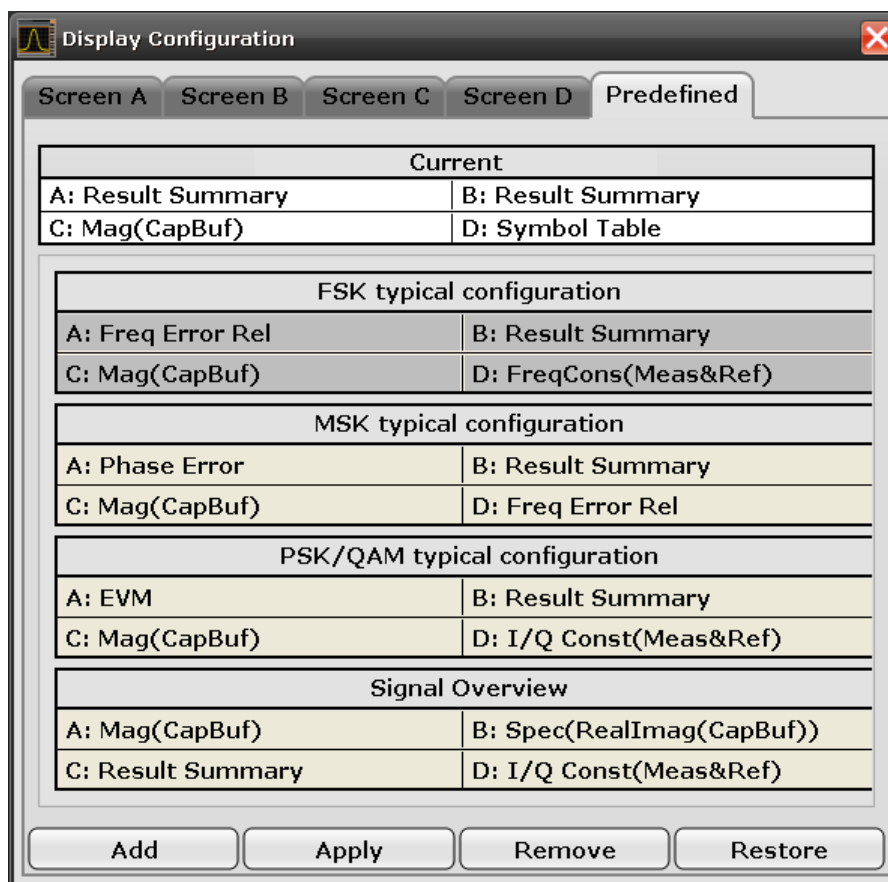 Display Configuration
Screen A Screen B Screen C Screen D Predefined
Current
A: Result Summary B: Result Summary
C: Mag(CapBuf) D: Symbol Table
FSK typical configuration
A: Freq Error Rel B: Result Summary
C: Mag(CapBuf) D: FreqCons(Meas&Ref)
MSK typical configuration
A: Phase Error B: Result Summary
C: Mag(CapBuf) D: Freq Error Rel
PSK/QAM typical configuration
A: EVM B: Result Summary
C: Mag(CapBuf) D: I/Q Const(Meas&Ref)
Signal Overview
A: Mag(CapBuf) B: Spec(RealImag(CapBuf))
C: Result Summary D: I/Q Const(Meas&Ref)
Add Apply Remove Restore